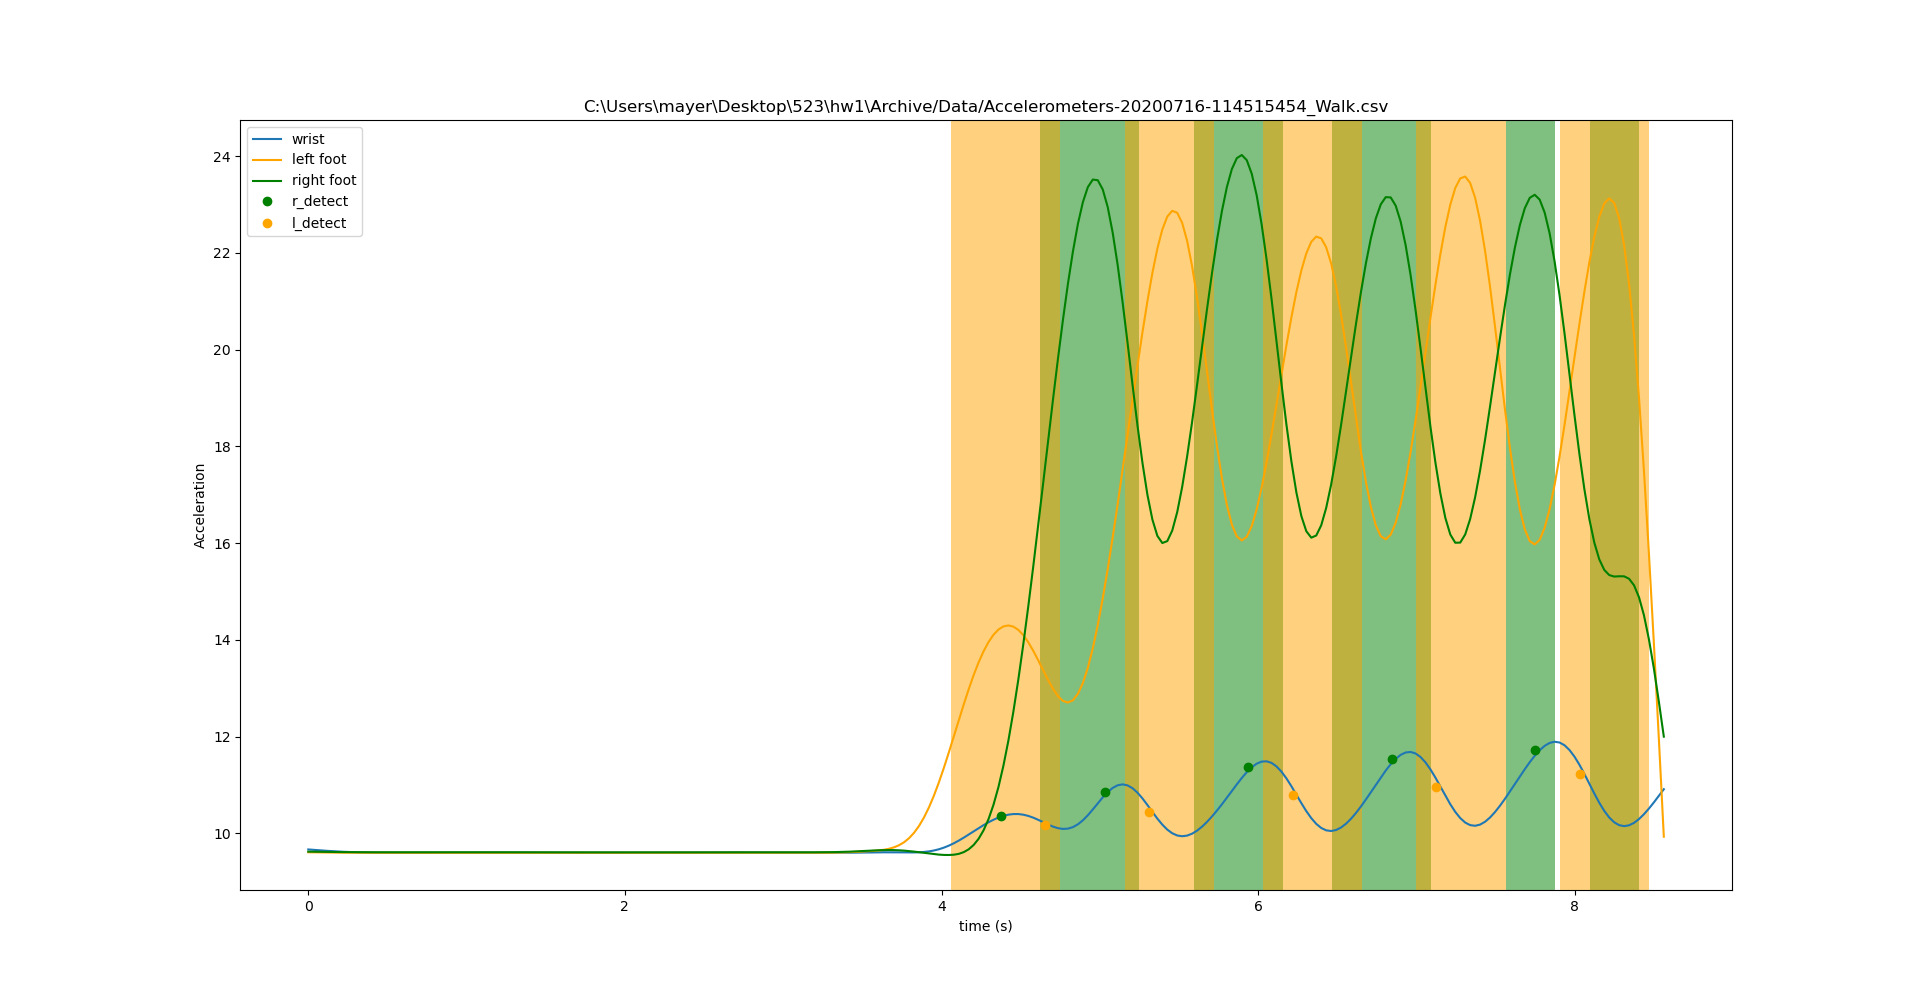 C:\Users\mayer\Desktop\523\hw1\Archive/Data/Accelerometers-20200716-114515454_Walk.csv
wrist
left foot
right foot
r_detect
l_detect
24
22
20
18
16
14
12
10
Acceleration
0 2 4 6 8
time (s)